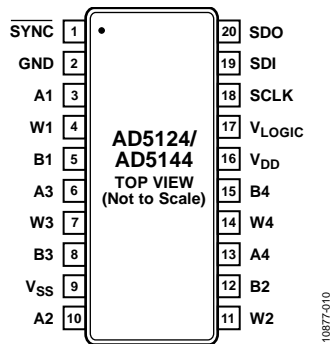 SYNC 1 20 SDO
GND 2 19 SDI
A1 3 18 SCLK
W1 4 17 VLOGIC
B1 5 16 VDD
A3 6 15 B4
W3 7 14 W4
B3 8 13 A4
VSS 9 12 B2
A2 10 11 W2
AD5124/
AD5144
TOP VIEW
(Not to Scale)
10877-010